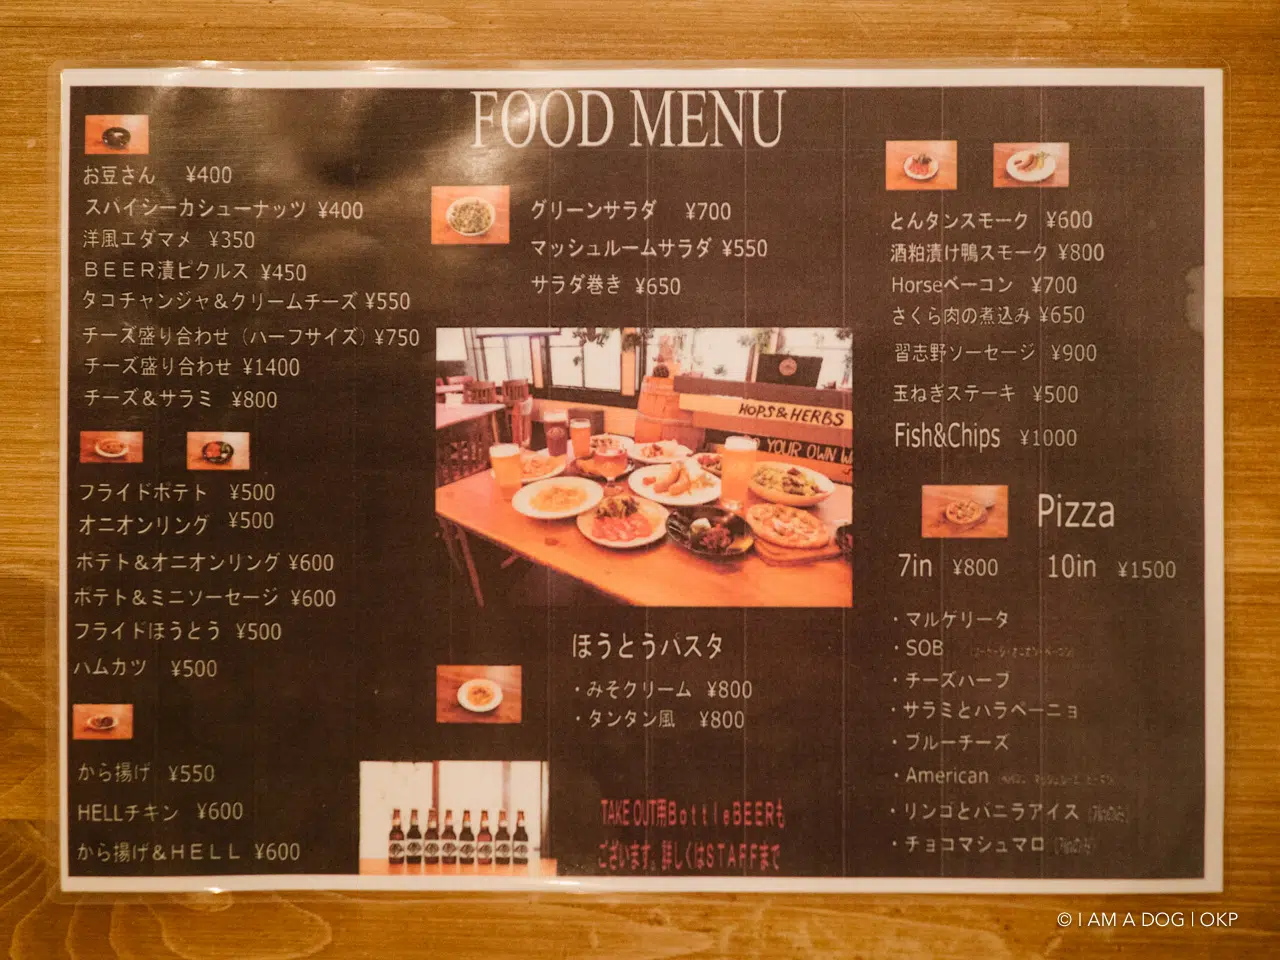 FOOD MENU
お豆さん ¥400
スパイシーカシューナッツ ¥400
洋風エダマメ ¥350
ＢＥＥＲ漬ピクルス ¥450
タコチャンジャ＆クリームチーズ ¥550
チーズ盛り合わせ（ハーフサイズ）¥750
チーズ盛り合わせ ¥1400
チーズ＆サラミ ¥800
フライドポテト ¥500
オニオンリング ¥500
ポテト＆オニオンリング ¥600
ポテト＆ミニソーセージ ¥600
フライドほうとう ¥500
ハムカツ ¥500
から揚げ ¥550
HELLチキン ¥600
から揚げ＆ＨＥＬＬ ¥600
グリーンサラダ ¥700
マッシュルームサラダ ¥550
サラダ巻き ¥650
HOPS&HERBS
YOUR OWN
ほうとうパスタ
・みそクリーム ¥800
・タンタン風 ¥800
TAKE OUT用BottleBEERも
ございます。詳しくはSTAFFまで
とんタンスモーク ¥600
酒粕漬け鴨スモーク ¥800
Horseベーコン ¥700
さくら肉の煮込み ¥650
習志野ソーセージ ¥900
玉ねぎステーキ ¥500
Fish&Chips ¥1000
Pizza
7in ¥800 10in ¥1500
・マルゲリータ
・SOB
・チーズハーブ
・サラミとハラペーニョ
・ブルーチーズ
・American
・リンゴとバニラアイス
・チョコマシュマロ
© I AM A DOG | OKP